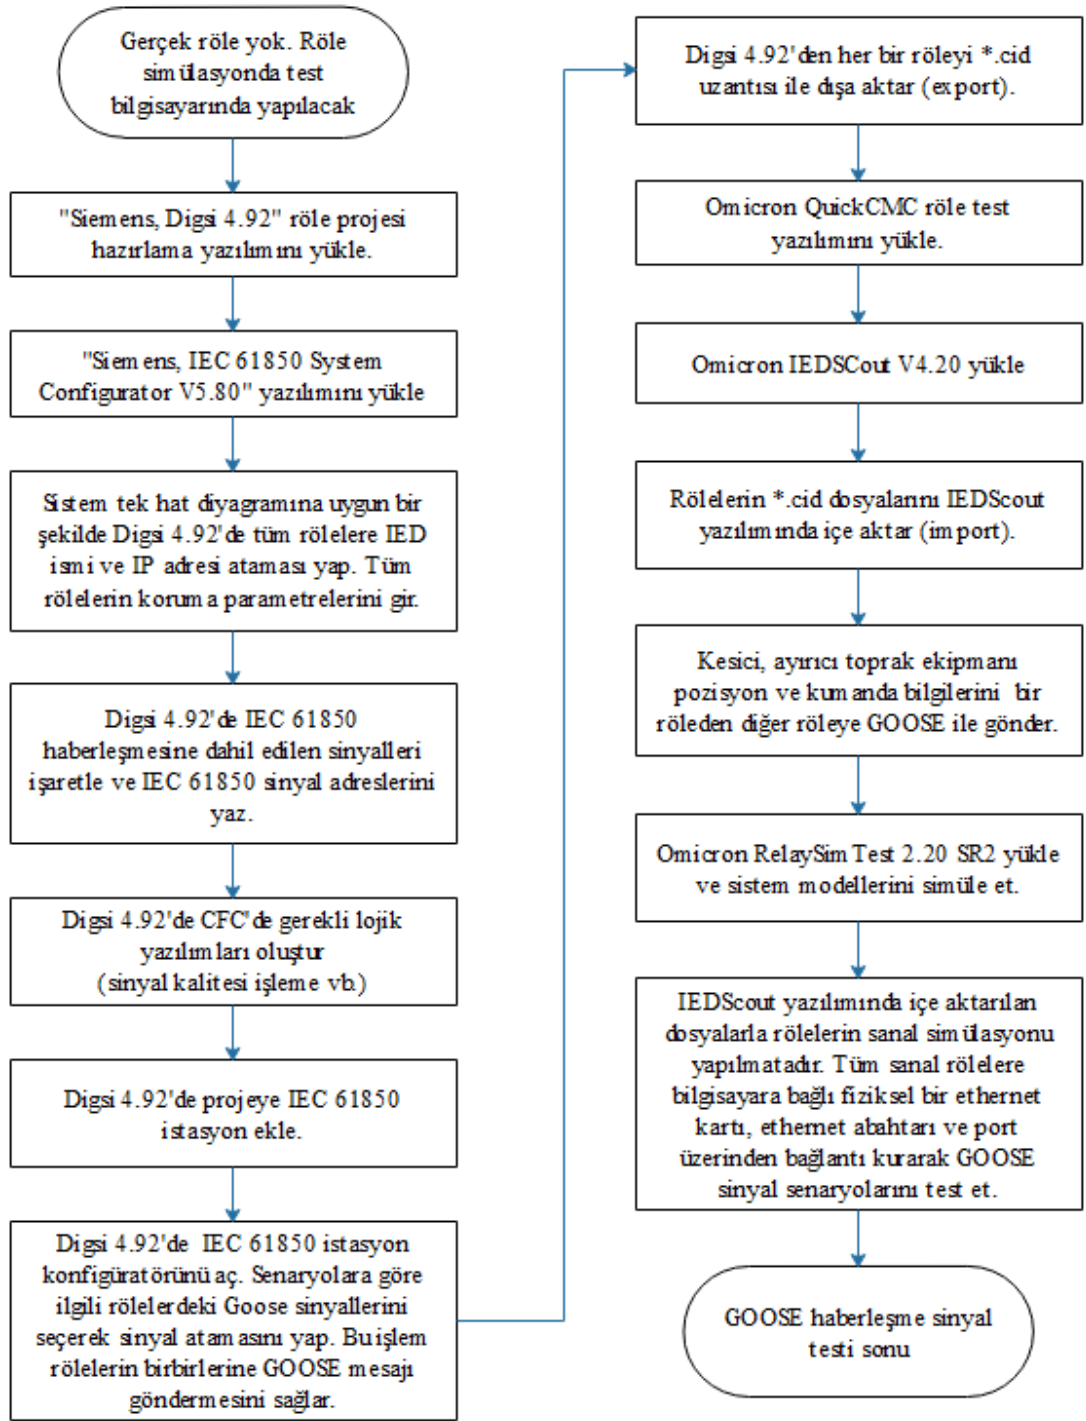 Gerçek röle yok. Röle
simülasyonda test
bilgisayarında yapılacak
"Siemens, Digsi 4.92" röle projesi
hazırlama yazılımını yükle.
"Siemens, IEC 61850 System
Configurator V5.80" yazılımını yükle
Sistem tek hat diyagramına uygun bir
şekilde Digsi 4.92'de tüm rölelere IED
ismi ve IP adresi ataması yap. Tüm
rölelerin koruma parametrelerini gir.
Digsi 4.92'de IEC 61850
haberleşmesine dahil edilen sinyalleri
işaretle ve IEC 61850 sinyal adreslerini
yaz.
Digsi 4.92'de CFC'de gerekli lojik
yazılımları oluştur
(sinyal kalitesi işleme vb.)
Digsi 4.92'de projeye IEC 61850
istasyon ekle.
Digsi 4.92'de IEC 61850 istasyon
konfigüratörünü aç. Senaryolara göre
ilgili rölelerdeki Goose sinyallerini
seçerek sinyal atamasını yap. Bu işlem
rölelerin birbirlerine GOOSE mesajı
göndermesini sağlar.
Digsi 4.92'den her bir röleyi *.cid
uzantısı ile dışa aktar (export).
Omicron QuickCMC röle test
yazılımını yükle.
Omicron IEDSCout V4.20 yükle
Rölelerin *.cid dosyalarını IEDScout
yazılımında içe aktar (import).
Kesici, ayırıcı toprak ekipmanı
pozisyon ve kumanda bilgilerini bir
röleden diğer röleye GOOSE ile gönder.
Omicron RelaySimTest 2.20 SR2 yükle
ve sistem modellerini simüle et.
IEDScout yazılımında içe aktarılan
dosyalarla rölelerin sanal simülasyonu
yapılmatadır. Tüm sanal rölelere
bilgisayara bağlı fiziksel bir ethernet
kartı, ethernet abahtarı ve port
üzerinden bağlantı kurarak GOOSE
sinyal senaryolarını test et.
GOOSE haberleşme sinyal
testi sonu